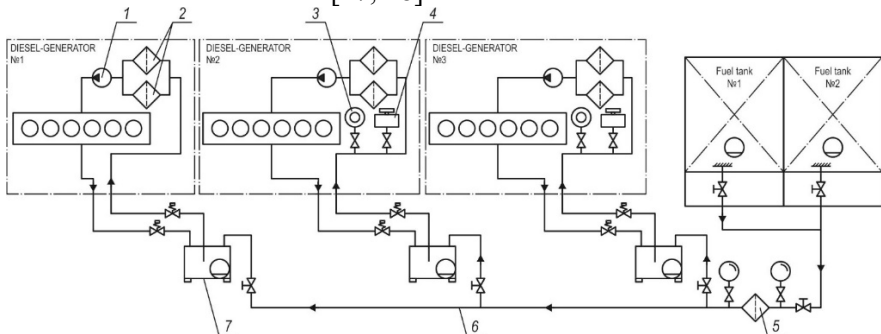 1 2 3 4
DIESEL-GENERATOR
№1
DIESEL-GENERATOR
№2
DIESEL-GENERATOR
№3
Fuel tank
№1
Fuel tank
№2
7 6 5